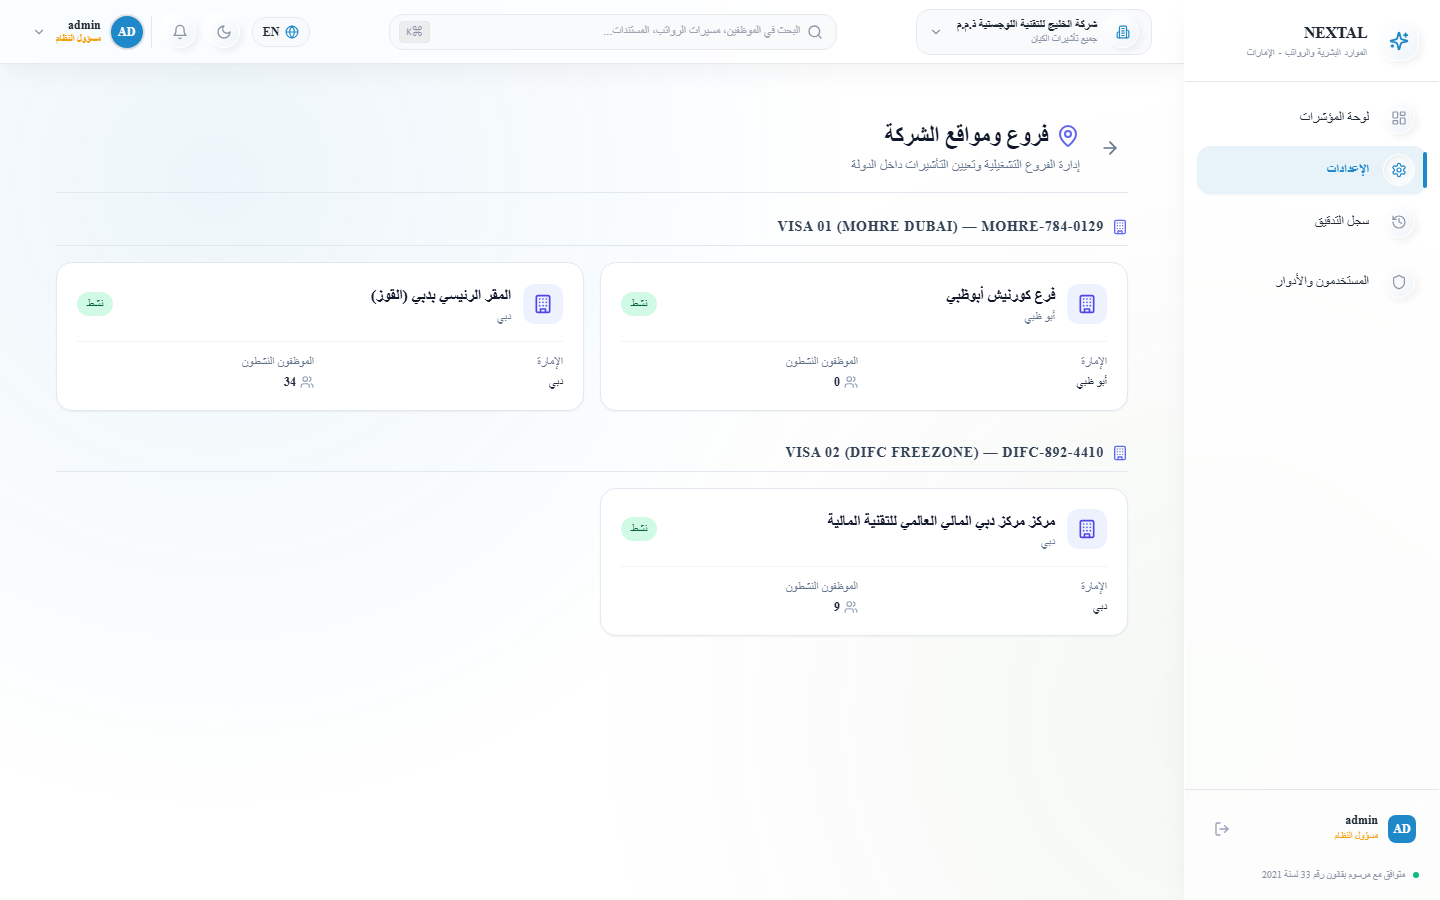 NEXTAL
الموارد البشرية والرواتب - الإمارات
لوحة المؤشرات
الإعدادات
سجل التدقيق
المستخدمون والأدوار
admin
مسؤول النظام
AD
متوافق مع مرسوم بقانون رقم 33 لسنة 2021
شركة الخليج للتقنية اللوجستية ذ.م.م
جميع تأشيرات الكيان
البحث في الموظفين، مسيرات الرواتب، المستندات...
⌘K
EN
AD
admin
مسؤول النظام
فروع ومواقع الشركة
إدارة الفروع التشغيلية وتعيين التأشيرات داخل الدولة
VISA 01 (MOHRE DUBAI) — MOHRE-784-0129
فرع كورنيش أبوظبي
أبو ظبي
نشط
الإمارة
أبو ظبي
الموظفون النشطون
0
المقر الرئيسي بدبي (القوز)
دبي
نشط
الإمارة
دبي
الموظفون النشطون
34
VISA 02 (DIFC FREEZONE) — DIFC-892-4410
مركز مركز دبي المالي العالمي للتقنية المالية
دبي
نشط
الإمارة
دبي
الموظفون النشطون
9